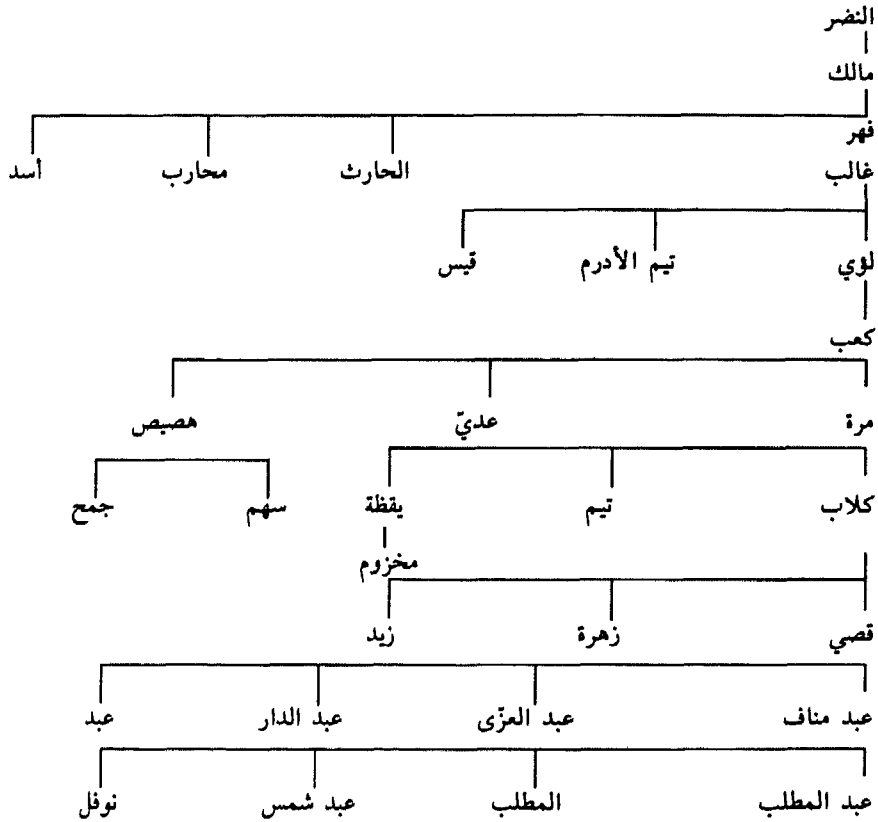 النضر
مالك
فهر
غالب الحارث محارب أسد
لؤي تيم الأدرم قيس
كعب
مرة عديّ هصيص
كلاب تيم يقظة سهم جمح
مخزوم
قصي زهرة زيد
عبد مناف عبد العزّى عبد الدار عبد
عبد المطلب المطلب عبد شمس نوفل